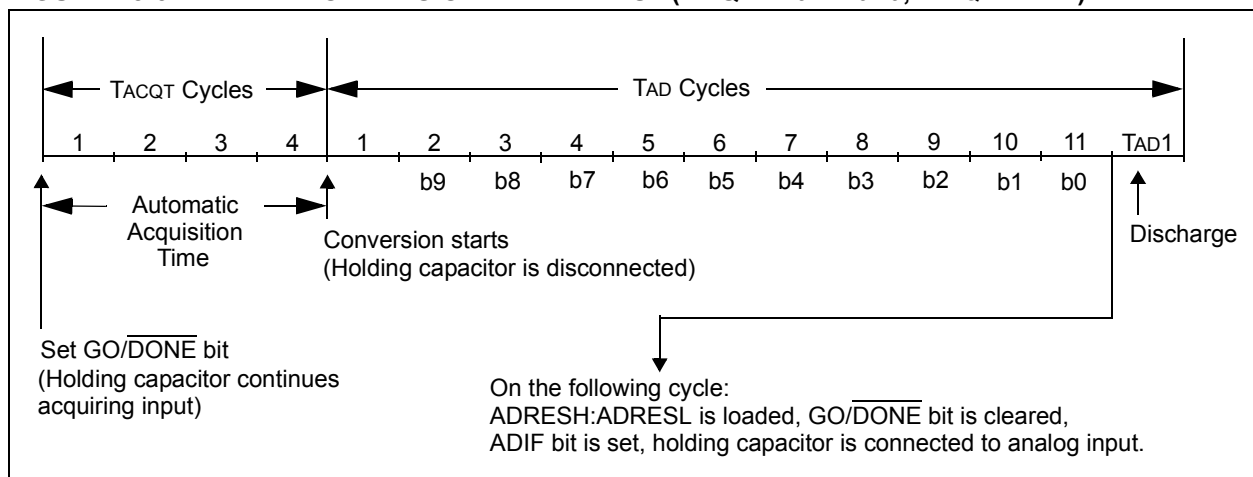 TACQT Cycles
TAD Cycles
1 2 3 4 1 2 3 4 5 6 7 8 9 10 11 TAD1
b9 b8 b7 b6 b5 b4 b3 b2 b1 b0
Automatic
Acquisition
Time
Conversion starts
(Holding capacitor is disconnected)
Discharge
Set GO/DONE bit
(Holding capacitor continues
acquiring input)
On the following cycle:
ADRESH:ADRESL is loaded, GO/DONE bit is cleared,
ADIF bit is set, holding capacitor is connected to analog input.